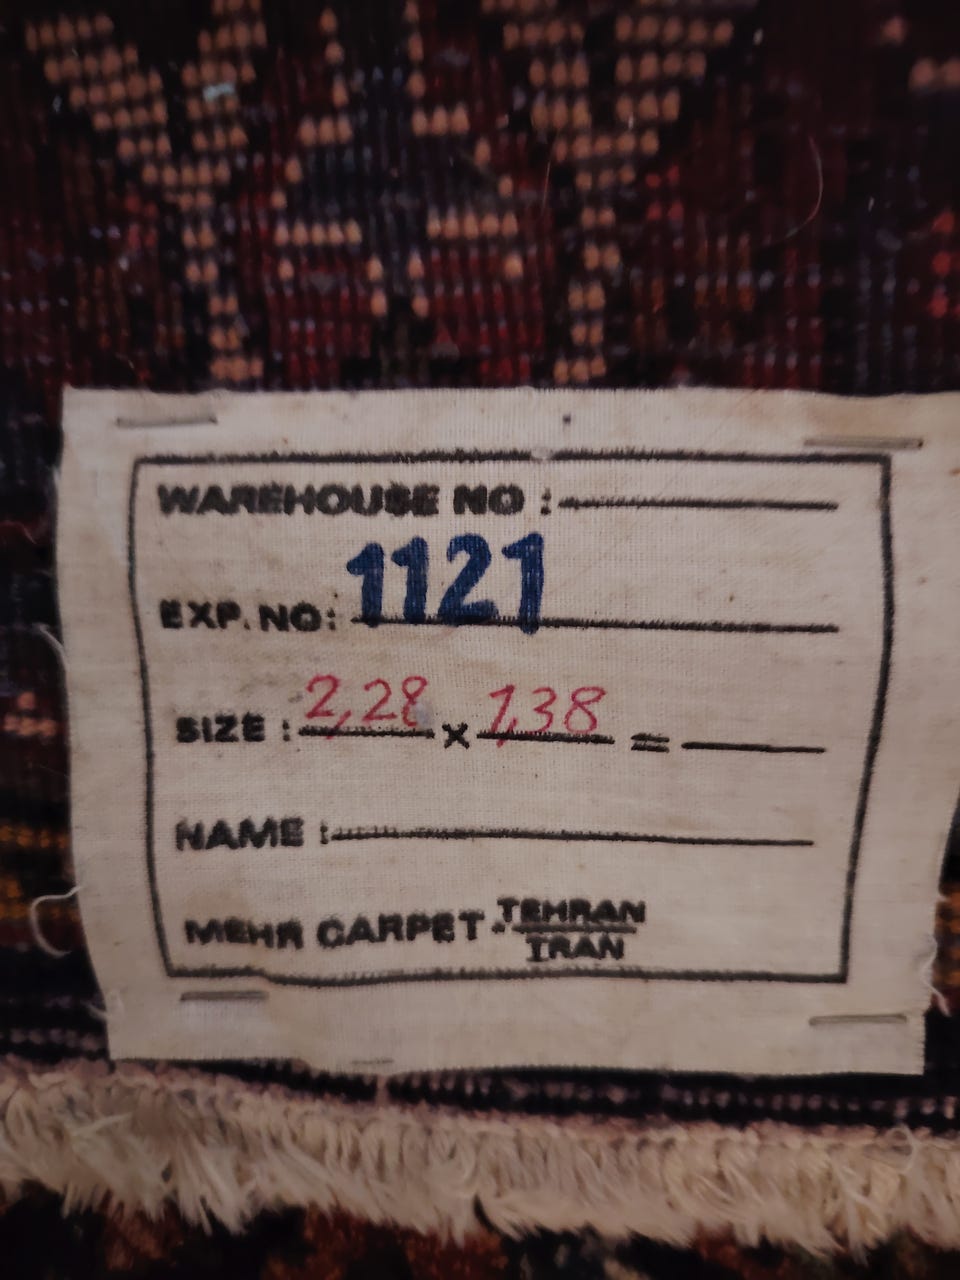 WAREHOUSE NO :
EXP. NO: 1121
SIZE : 2,28 x 1,38 =
NAME :
MEHR CARPET - TEHRAN
IRAN